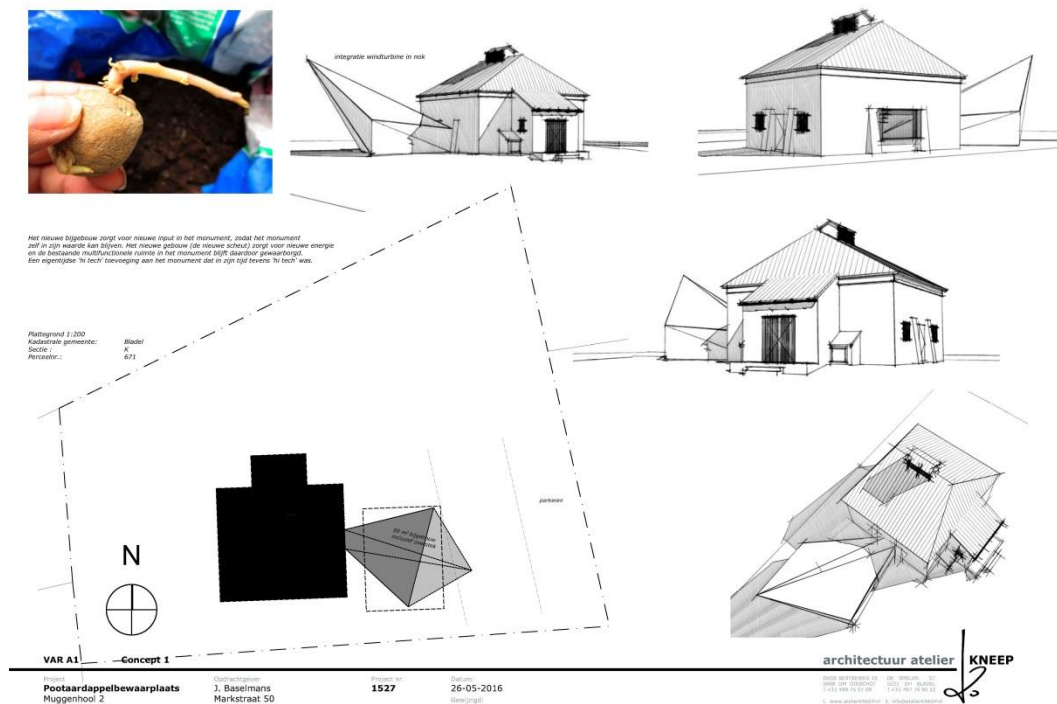 integratie windturbine in nok
Het nieuwe bijgebouw zorgt voor nieuwe input in het monument, zodat het monument
zelf in zijn waarde kan blijven. Het nieuwe gebouw (de nieuwe scheut) zorgt voor nieuwe energie
en de bestaande multifunctionele ruimte in het monument blijft daardoor gewaarborgd.
Een eigentijdse 'hi tech' toevoeging aan het monument dat in zijn tijd tevens 'hi tech' was.
Plattegrond 1:200
Kadastrale gemeente: Bladel
Sectie : K
Perceelnr.: 671
parkeren
bijgebouw
N
VAR A1 Concept 1
architectuur atelier KNEEP
Project Opdrachtgever Project nr. Datum:
Pootaardappelbewaarplaats J. Baselmans 1527 26-05-2016
Muggenhool 2 Markstraat 50 Gewijzigd: